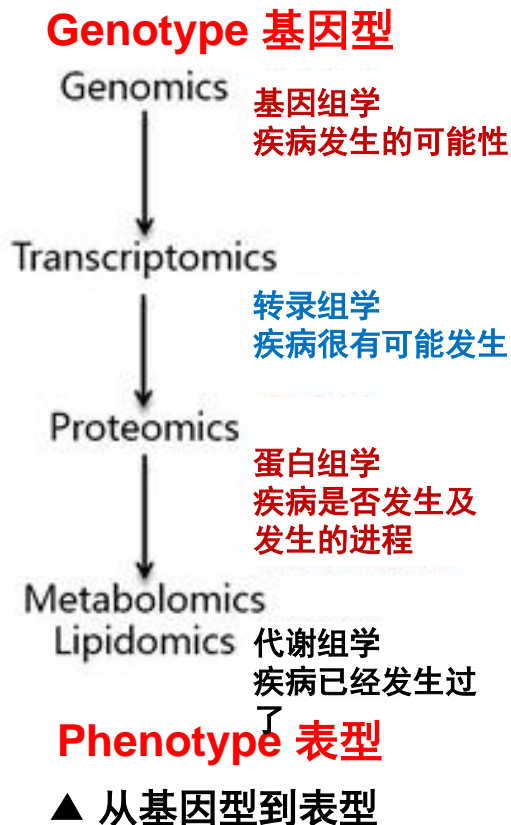 Genotype 基因型
Genomics
基因组学
疾病发生的可能性
Transcriptomics
转录组学
疾病很有可能发生
Proteomics
蛋白组学
疾病是否发生及
发生的进程
Metabolomics
Lipidomics
代谢组学
疾病已经发生过
了
Phenotype 表型
▲ 从基因型到表型